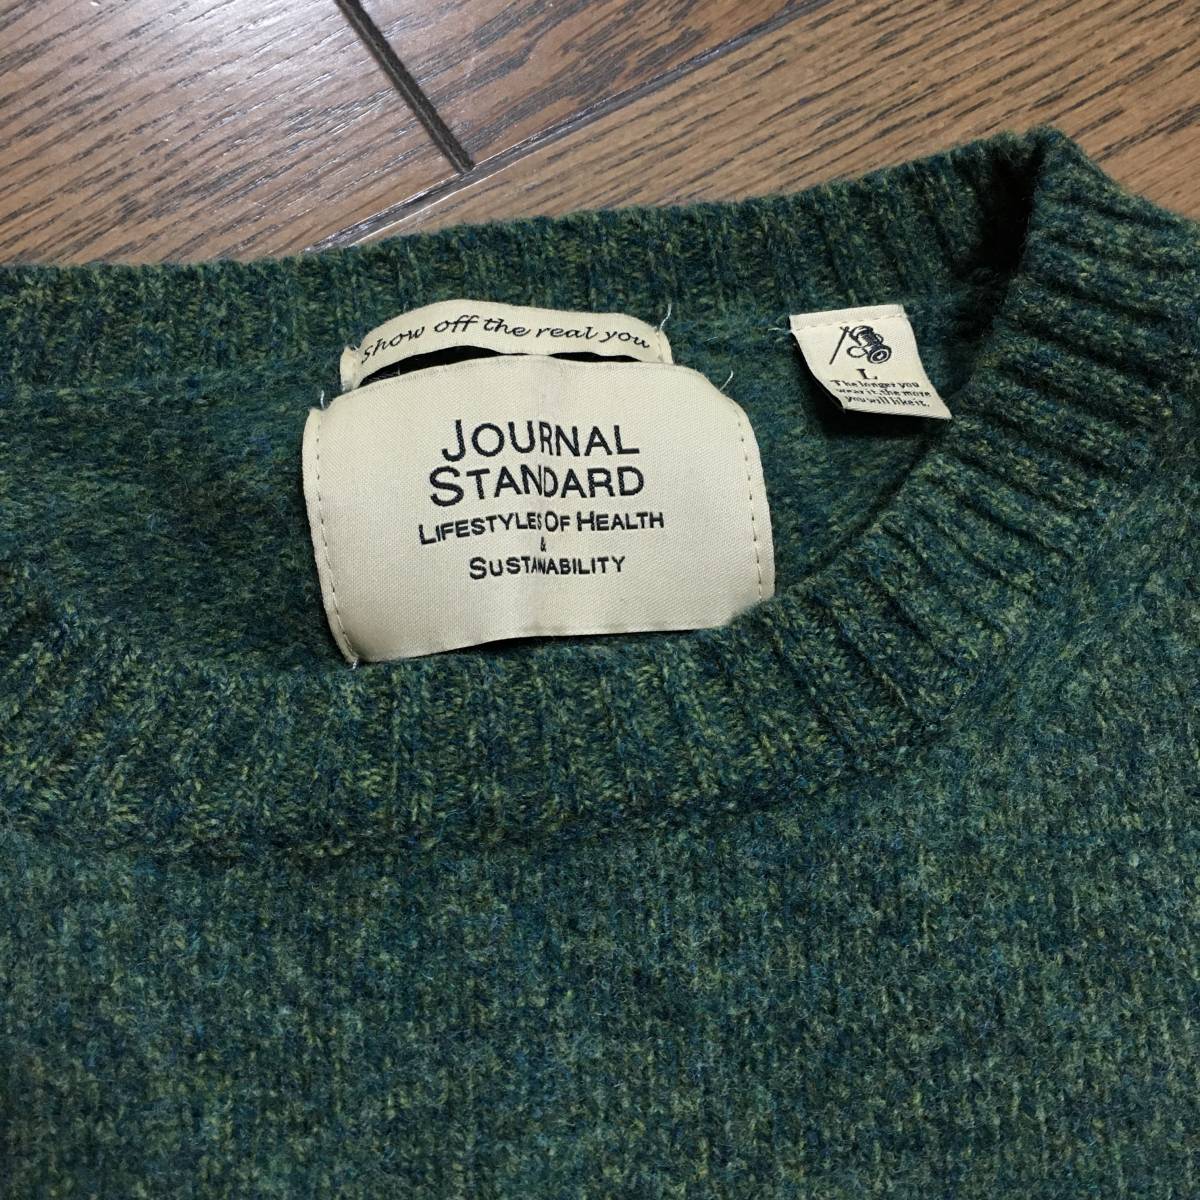 Show off the real you
JOURNAL
STANDARD
LIFESTYLES OF HEALTH
&
SUSTAINABILITY
L
The longer you
wear it, the more
you will like it.